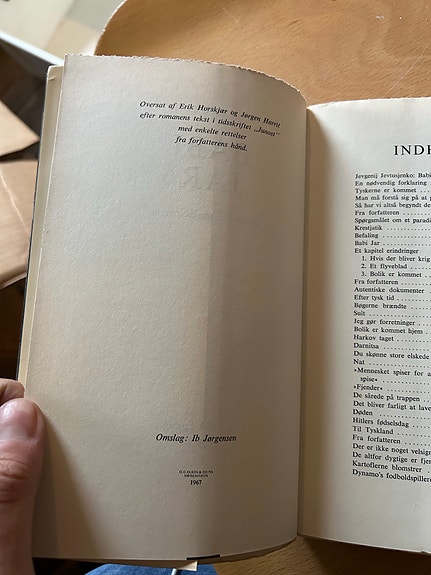 Oversat af Erik Horskjær og Jørgen Harrit
efter romanens tekst i tidsskriftet „Junost"
med enkelte rettelser
fra forfatterens hånd.
Omslag: Ib Jørgensen
1967
INDH
Jevgenij Jevtusjenko: Babi
En nødvendig forklaring
Tyskerne er kommet
Man må forstå sig på at
Så har vi altså begyndt de
Fra forfatteren
Spørgsmålet om et paradi
Krestjatik
Befaling
Babi Jar
Et kapitel erindringer
1. Hvis der bliver krig
2. Et flyveblad
3. Bolik er kommet
Fra forfatteren
Autentiske dokumenter
Efter tysk tid
Bøgerne brændte
Sult
Jeg gør forretninger
Bolik er kommet hjem
Harkov taget
Darnitsa
Du skønne store elskede
Nat
»Mennesket spiser for a
spise«
»Fjender«
De sårede på trappen
Det bliver farligt at lave
Døden
Hitlers fødselsdag
Til Tyskland
Fra forfatteren
Der er ikke noget velsign
De altfor dygtige er fjen
Kartoflerne blomstrer
Dynamo's fodboldspillere